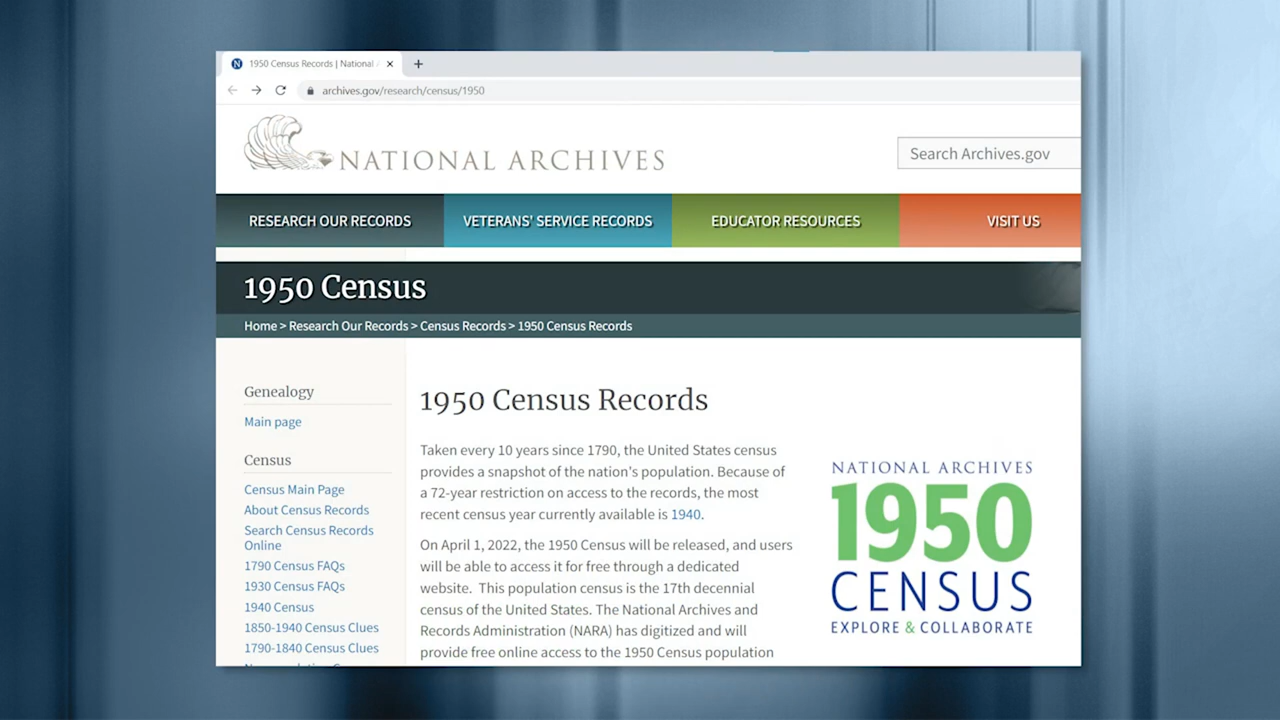 1950 Census Records | National
archives.gov/research/census/1950
NATIONAL ARCHIVES
Search Archives.gov
RESEARCH OUR RECORDS
VETERANS' SERVICE RECORDS
EDUCATOR RESOURCES
VISIT US
1950 Census
Home > Research Our Records > Census Records > 1950 Census Records
Genealogy
Main page
Census
Census Main Page
About Census Records
Search Census Records
Online
1790 Census FAQs
1930 Census FAQs
1940 Census
1850-1940 Census Clues
1790-1840 Census Clues
1950 Census Records
Taken every 10 years since 1790, the United States census
provides a snapshot of the nation's population. Because of
a 72-year restriction on access to the records, the most
recent census year currently available is 1940.
On April 1, 2022, the 1950 Census will be released, and users
will be able to access it for free through a dedicated
website. This population census is the 17th decennial
census of the United States. The National Archives and
Records Administration (NARA) has digitized and will
provide free online access to the 1950 Census population
NATIONAL ARCHIVES
1950
CENSUS
EXPLORE & COLLABORATE